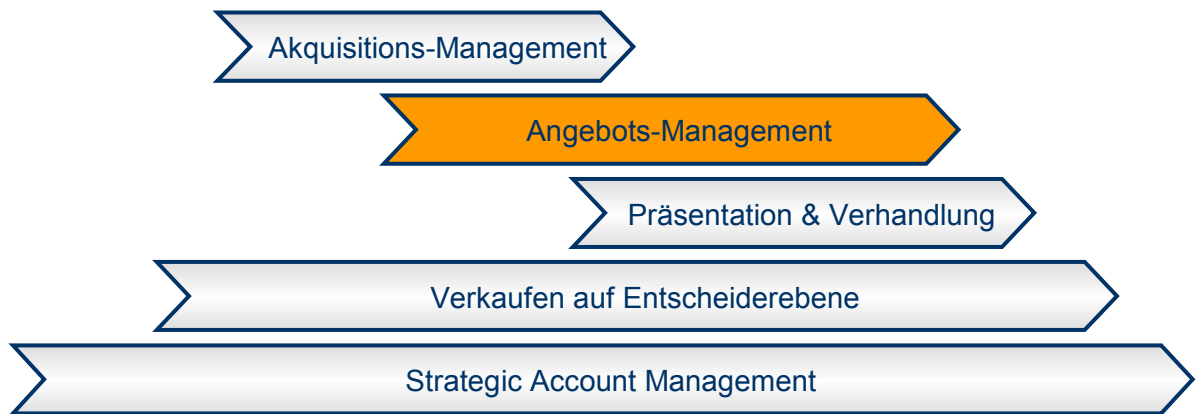 Akquisitions-Management
Angebots-Management
Präsentation & Verhandlung
Verkaufen auf Entscheiderebene
Strategic Account Management